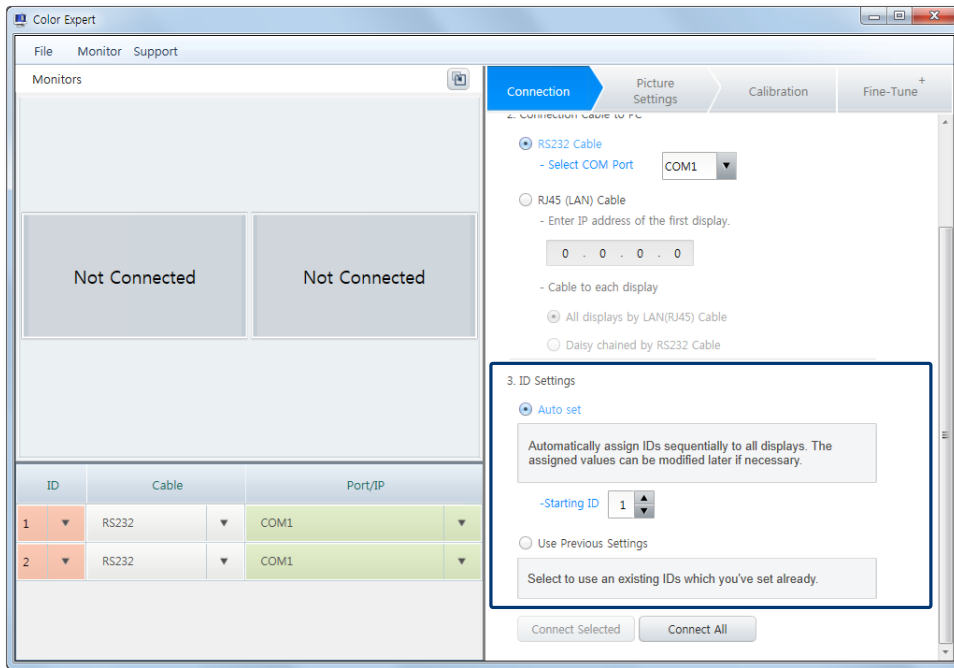 Color Expert
File Monitor Support
Monitors
Not Connected
Not Connected
ID Cable Port/IP
1 RS232 COM1
2 RS232 COM1
Connection
Picture
Settings
Calibration
Fine-Tune
+
2. Connection Cable to PC
RS232 Cable
- Select COM Port COM1
RJ45 (LAN) Cable
- Enter IP address of the first display.
0 . 0 . 0 . 0
- Cable to each display
All displays by LAN(RJ45) Cable
Daisy chained by RS232 Cable
3. ID Settings
Auto set
Automatically assign IDs sequentially to all displays. The
assigned values can be modified later if necessary.
-Starting ID 1
Use Previous Settings
Select to use an existing IDs which you've set already.
Connect Selected Connect All